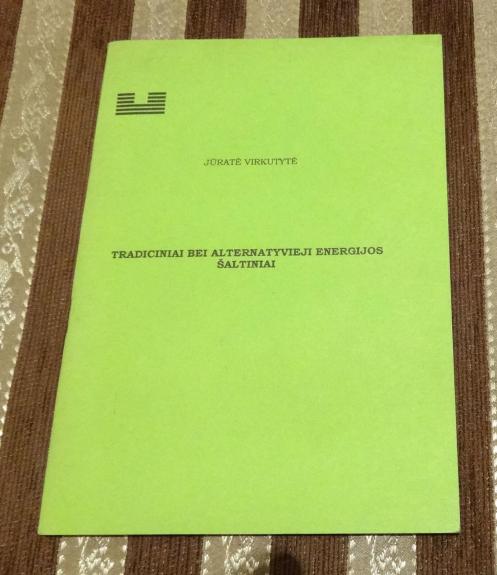 JŪRATĖ VIRKUTYTĖ
TRADICINIAI BEI ALTERNATYVIEJI ENERGIJOS
ŠALTINIAI